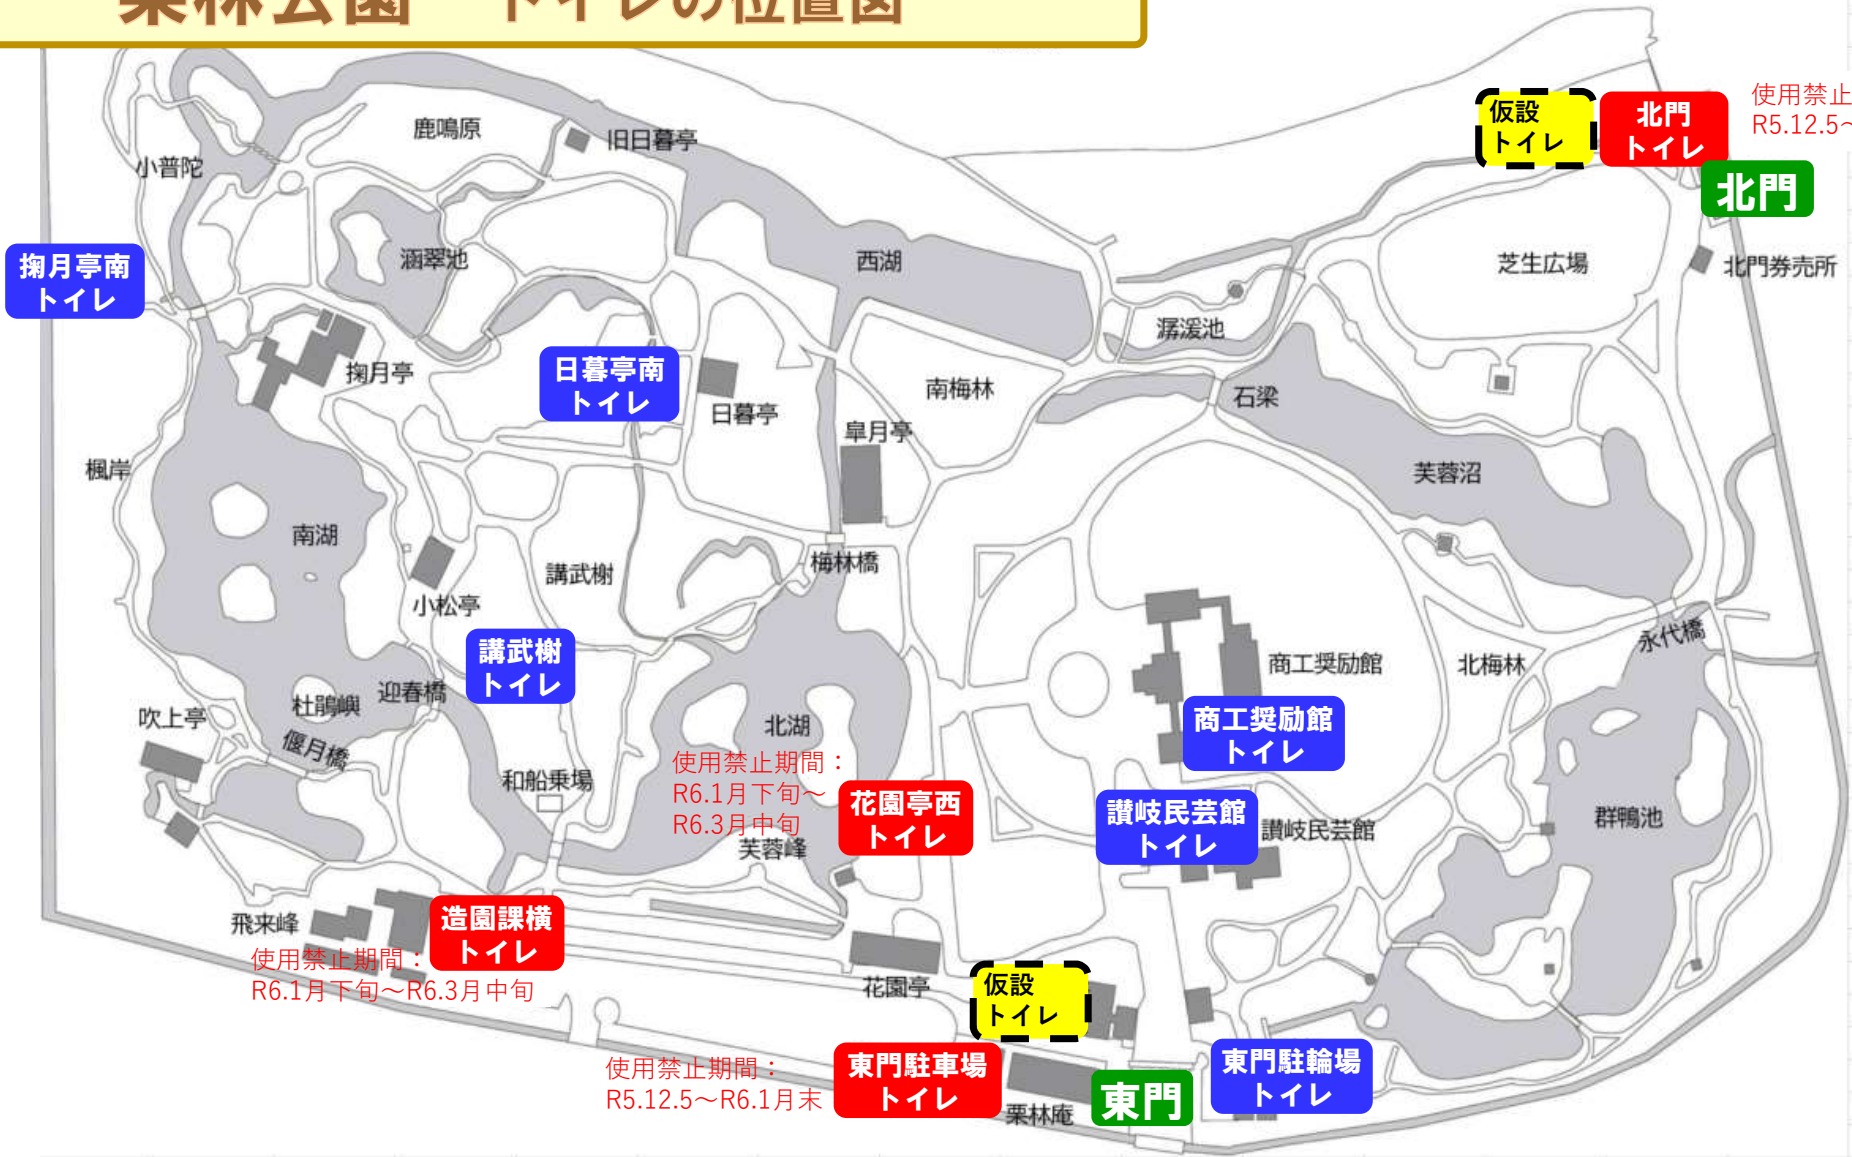 栗林公園 トイレの位置図
使用禁止
R5.12.5～
仮設
トイレ
北門
トイレ
北門
北門券売所
芝生広場
鹿鳴原
旧日暮亭
小普陀
掬月亭南
トイレ
涵翠池
西湖
潺湲池
掬月亭
日暮亭南
トイレ
日暮亭
南梅林
石梁
皐月亭
芙蓉沼
楓岸
南湖
講武榭
梅林橋
小松亭
講武榭
トイレ
商工奨励館
北梅林
永代橋
杜鵑嶼
迎春橋
吹上亭
偃月橋
北湖
商工奨励館
トイレ
和船乗場
使用禁止期間：
R6.1月下旬～
R6.3月中旬
花園亭西
トイレ
芙蓉峰
讃岐民芸館
トイレ
讃岐民芸館
群鴨池
飛来峰
造園課横
トイレ
使用禁止期間：
R6.1月下旬～R6.3月中旬
花園亭
仮設
トイレ
使用禁止期間：
R5.12.5～R6.1月末
東門駐車場
トイレ
栗林庵
東門
東門駐輪場
トイレ